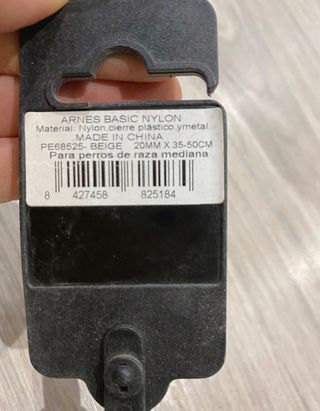 ARNES BASIC NYLON
Material: Nylon,cierre plástico,ymetal.
MADE IN CHINA
PE68525- BEIGE 20MM X 35-50CM
Para perros de raza mediana
8 427458 825184